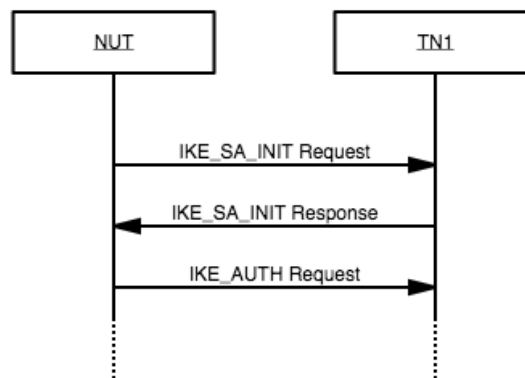 NUT
TN1
IKE_SA_INIT Request
IKE_SA_INIT Response
IKE_AUTH Request